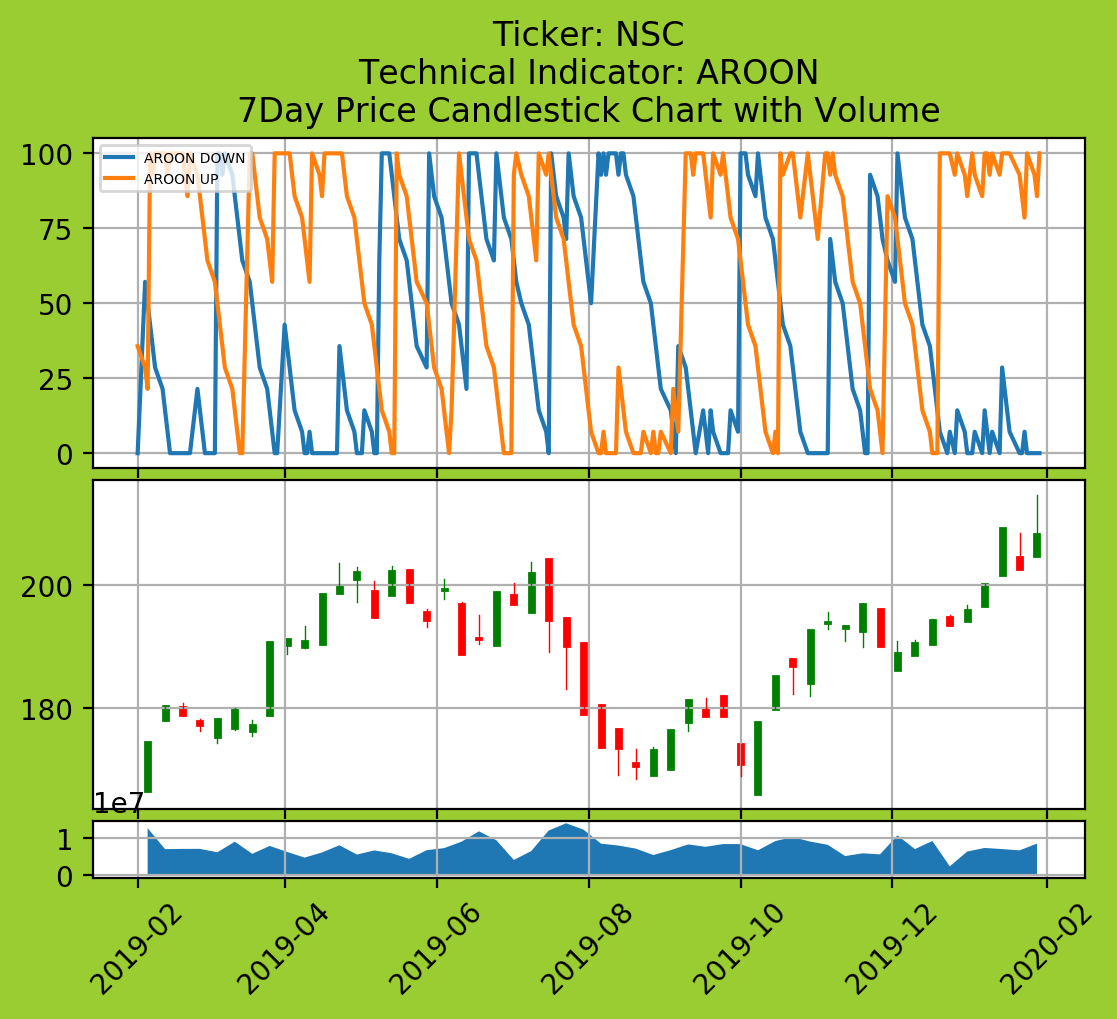 Ticker: NSC
Technical Indicator: AROON
7Day Price Candlestick Chart with Volume
100
75
50
25
0
AROON DOWN
AROON UP
200
180
1e7
1
0
2019-02
2019-04
2019-06
2019-08
2019-10
2019-12
2020-02